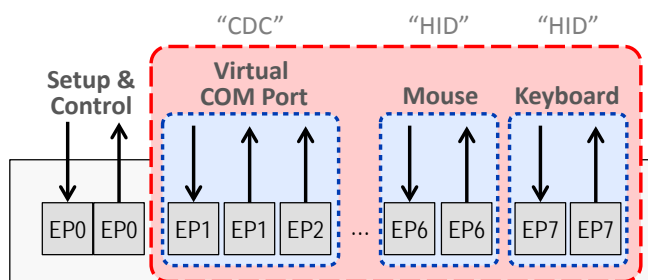 “CDC” “HID” “HID”
Setup & Control
Virtual COM Port
Mouse
Keyboard
EP0 EP0 EP1 EP1 EP2 ... EP6 EP6 EP7 EP7